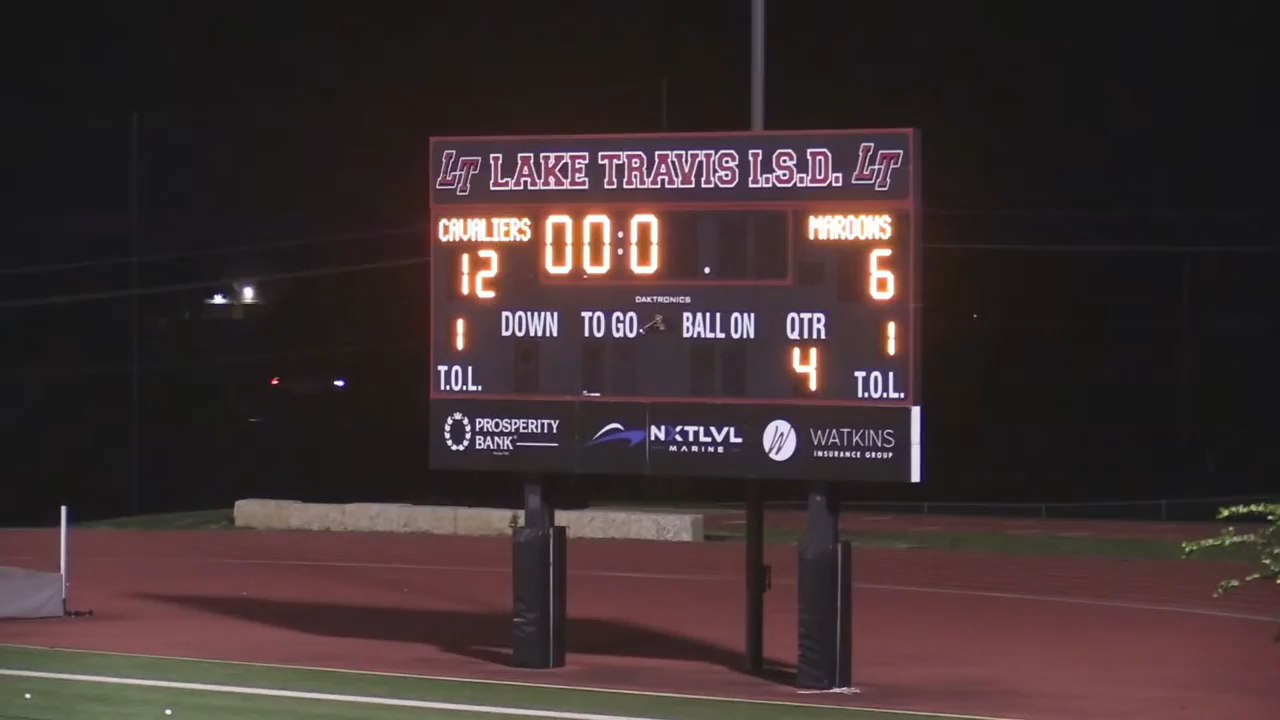 LT LAKE TRAVIS I.S.D. LT
CAVALIERS 00:0 MAROONS
12 6
DAKTRONICS
1 DOWN TO GO BALL ON QTR 1
T.O.L. 4 T.O.L.
PROSPERITY BANK NXTLVL MARINE W WATKINS INSURANCE GROUP